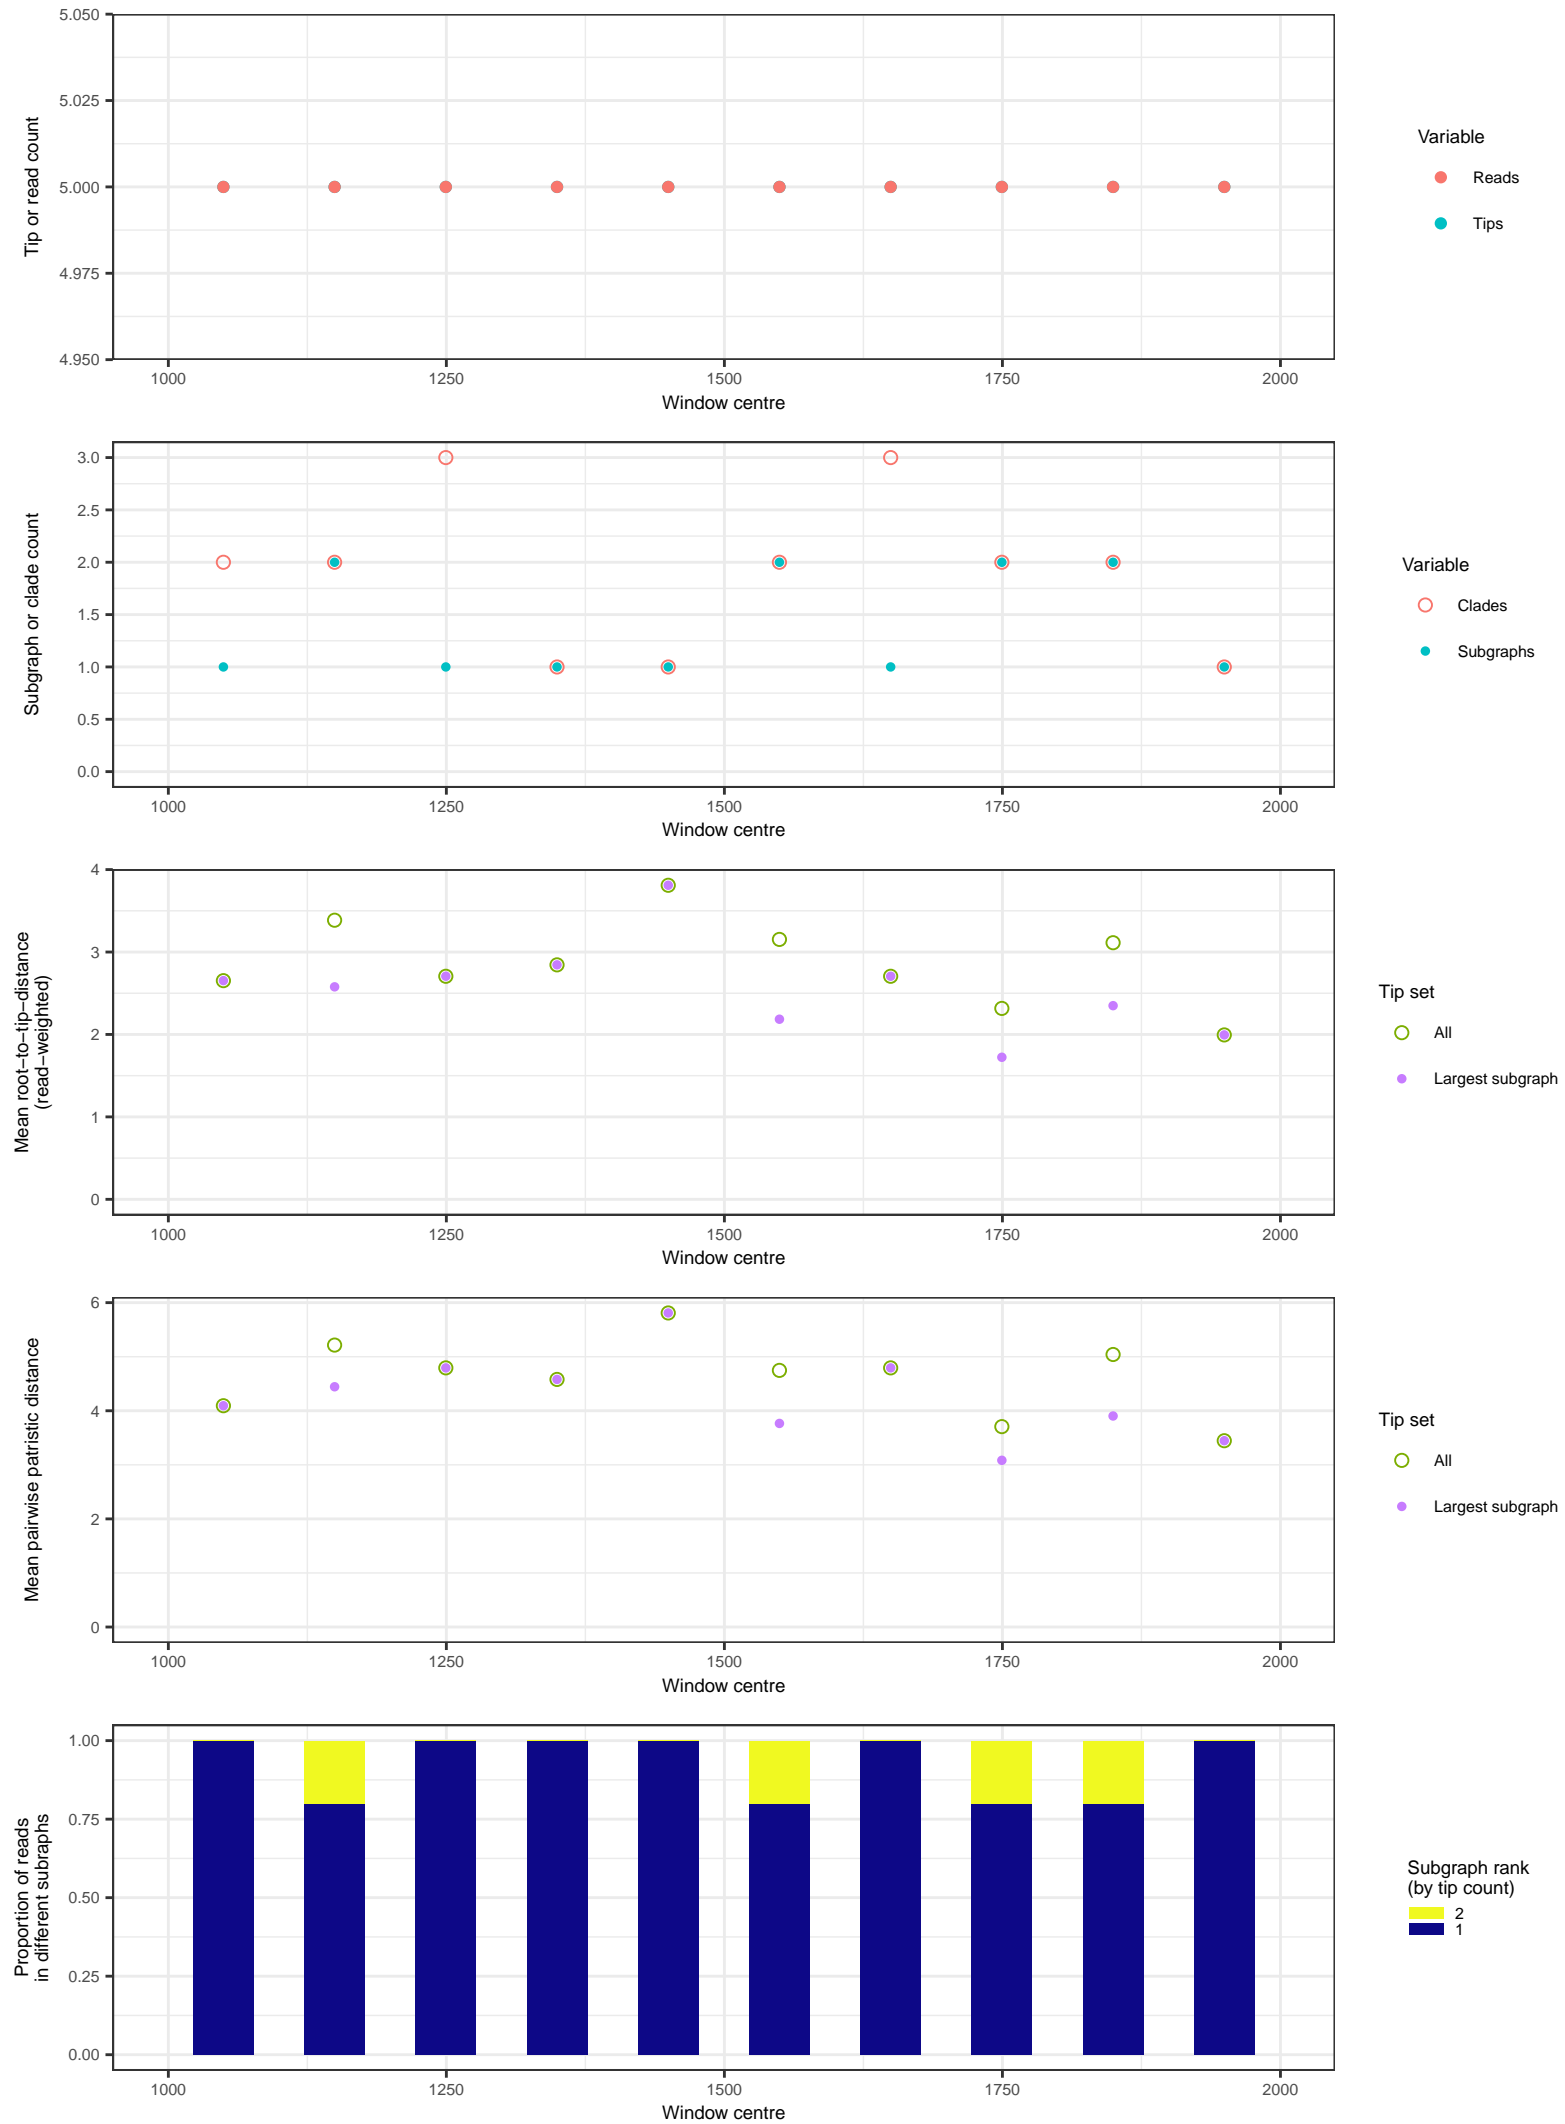 5.050
5.025
5.000
4.975
4.950
Tip or read count
1000 1250 1500 1750 2000
Window centre
Variable
Reads
Tips
3.0
2.5
2.0
1.5
1.0
0.5
0.0
Subgraph or clade count
1000 1250 1500 1750 2000
Window centre
Variable
Clades
Subgraphs
4
3
2
1
0
Mean root−to−tip−distance
(read−weighted)
1000 1250 1500 1750 2000
Window centre
Tip set
All
Largest subgraph
6
4
2
0
Mean pairwise patristic distance
1000 1250 1500 1750 2000
Window centre
Tip set
All
Largest subgraph
1.00
0.75
0.50
0.25
0.00
Proportion of reads
in different subraphs
1000 1250 1500 1750 2000
Window centre
Subgraph rank
(by tip count)
2
1